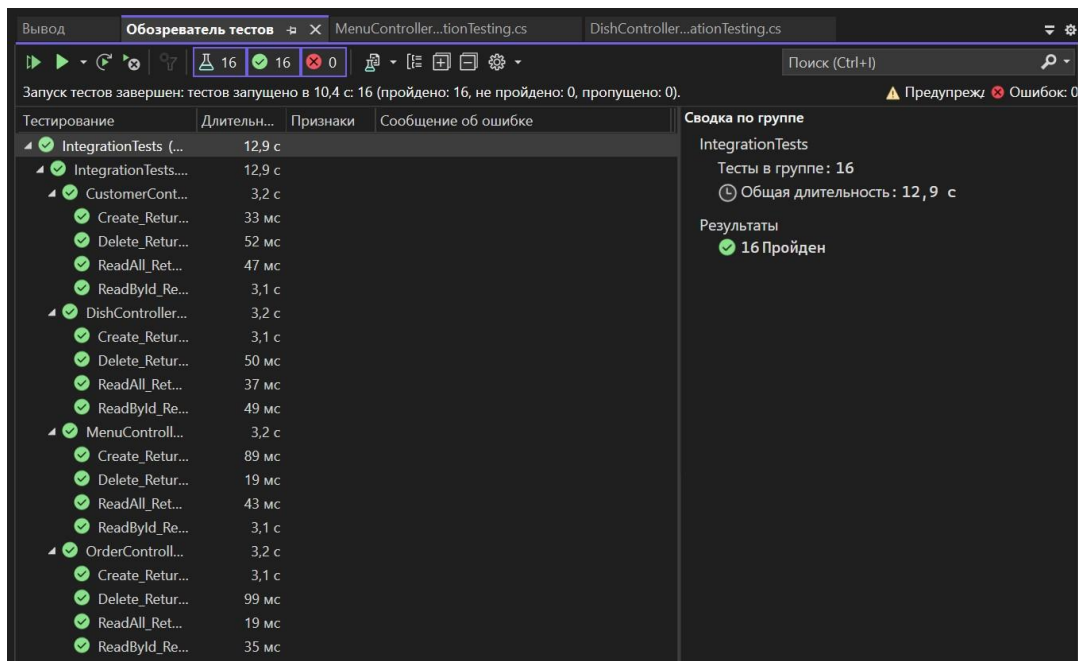 Вывод Обозреватель тестов MenuController...tionTesting.cs DishController...ationTesting.cs
16 16 0 Поиск (Ctrl+I)
Запуск тестов завершен: тестов запущено в 10,4 с: 16 (пройдено: 16, не пройдено: 0, пропущено: 0). Предупреж Ошибок: 0
Тестирование Длительн... Признаки Сообщение об ошибке
IntegrationTests (... 12,9 с
IntegrationTests.... 12,9 с
CustomerCont... 3,2 с
Create_Retur... 33 мс
Delete_Retur... 52 мс
ReadAll_Ret... 47 мс
ReadById_Re... 3,1 с
DishController... 3,2 с
Create_Retur... 3,1 с
Delete_Retur... 50 мс
ReadAll_Ret... 37 мс
ReadById_Re... 49 мс
MenuControll... 3,2 с
Create_Retur... 89 мс
Delete_Retur... 19 мс
ReadAll_Ret... 43 мс
ReadById_Re... 3,1 с
OrderControll... 3,2 с
Create_Retur... 3,1 с
Delete_Retur... 99 мс
ReadAll_Ret... 19 мс
ReadById_Re... 35 мс
Сводка по группе
IntegrationTests
Тесты в группе: 16
Общая длительность: 12,9 с
Результаты
16 Пройден